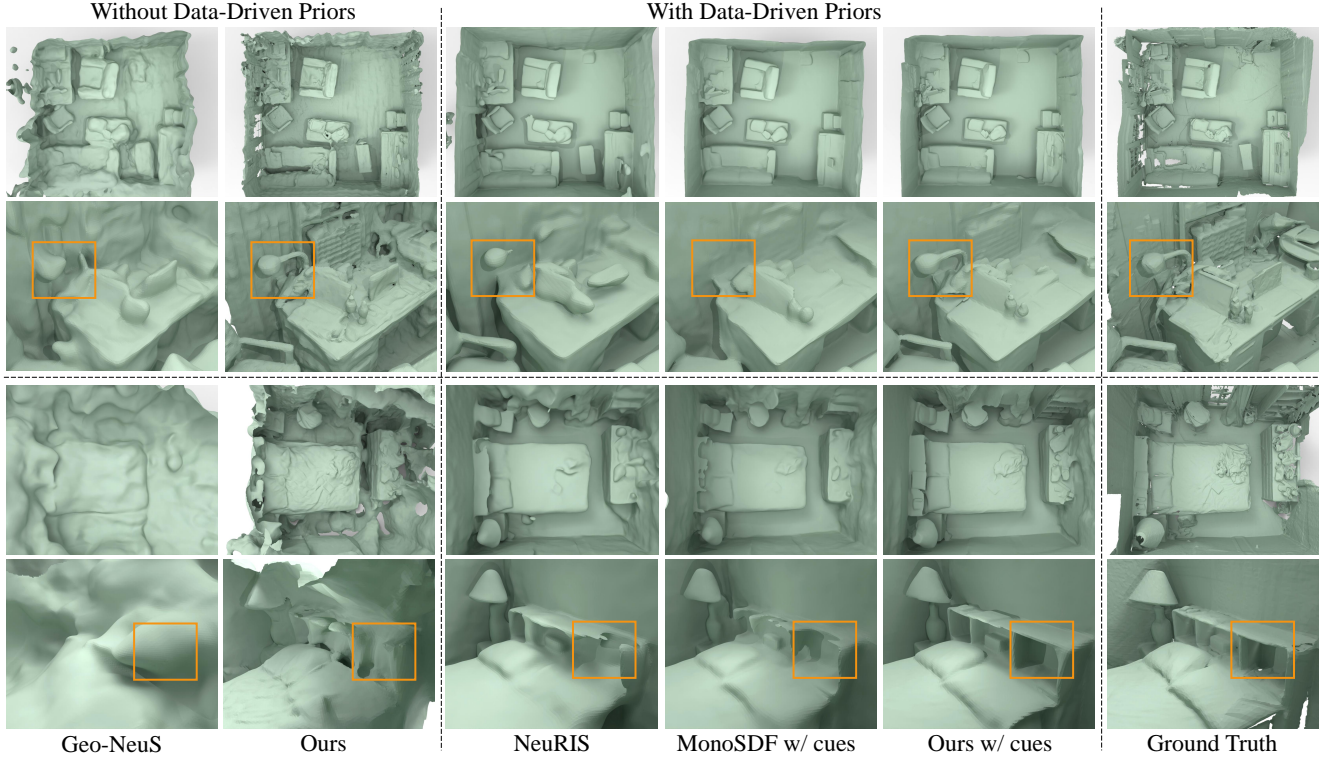 Without Data-Driven Priors
With Data-Driven Priors
Geo-NeuS
Ours
NeuRIS
MonoSDF w/ cues
Ours w/ cues
Ground Truth